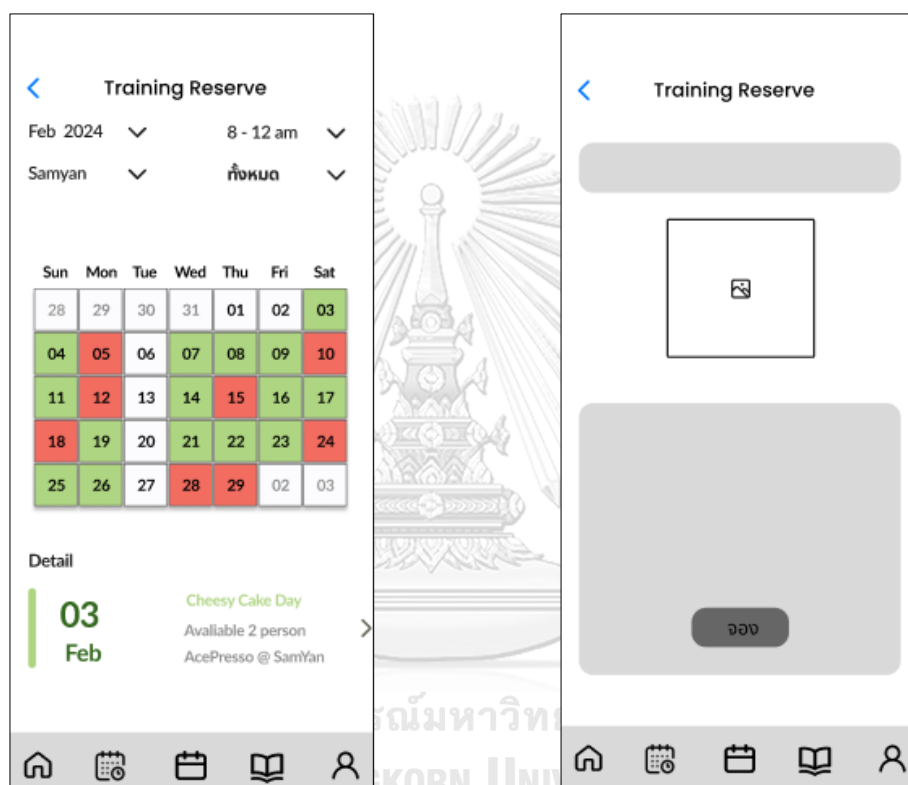 Training Reserve
Feb 2024 8 - 12 am
Samyan ทั้งหมด
Sun Mon Tue Wed Thu Fri Sat
28 29 30 31 01 02 03
04 05 06 07 08 09 10
11 12 13 14 15 16 17
18 19 20 21 22 23 24
25 26 27 28 29 02 03
Detail
03
Feb
Cheesy Cake Day
Avaliable 2 person
AcePresso @ SamYan
Training Reserve
จอง